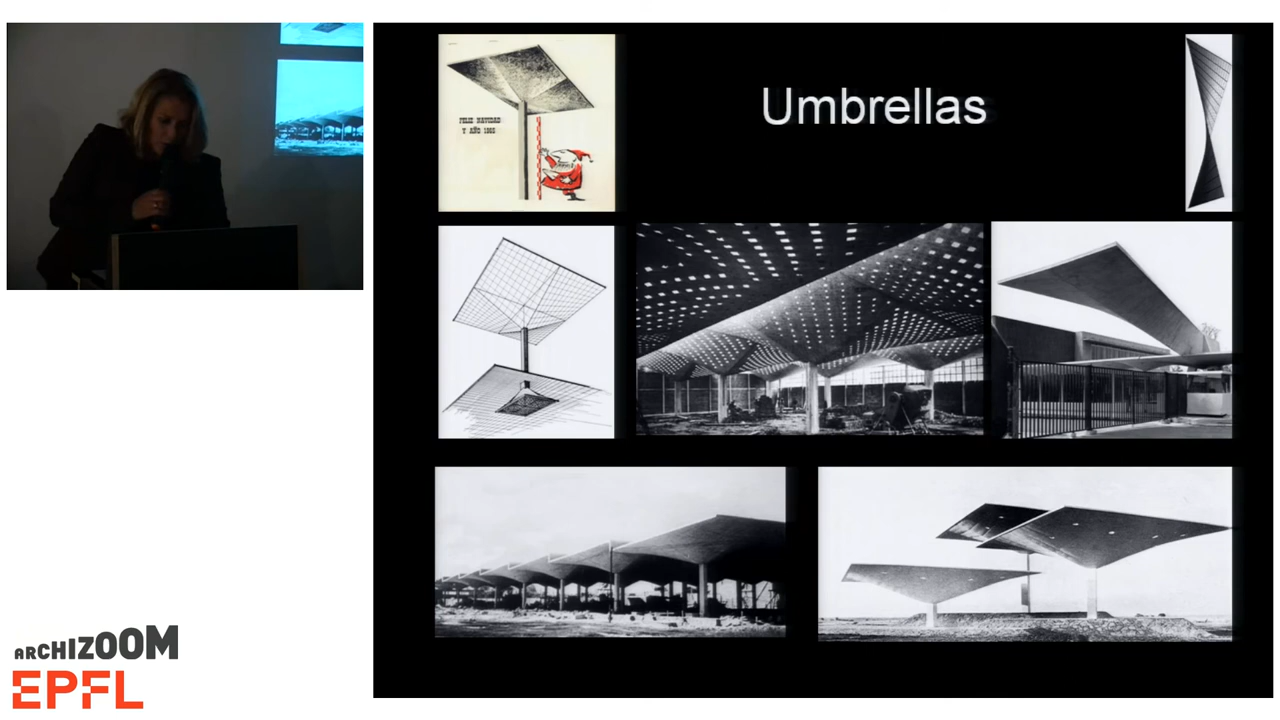 Umbrellas
FELIZ NAVIDAD
Y AÑO 1955
ARCHIZOOM
EPFL